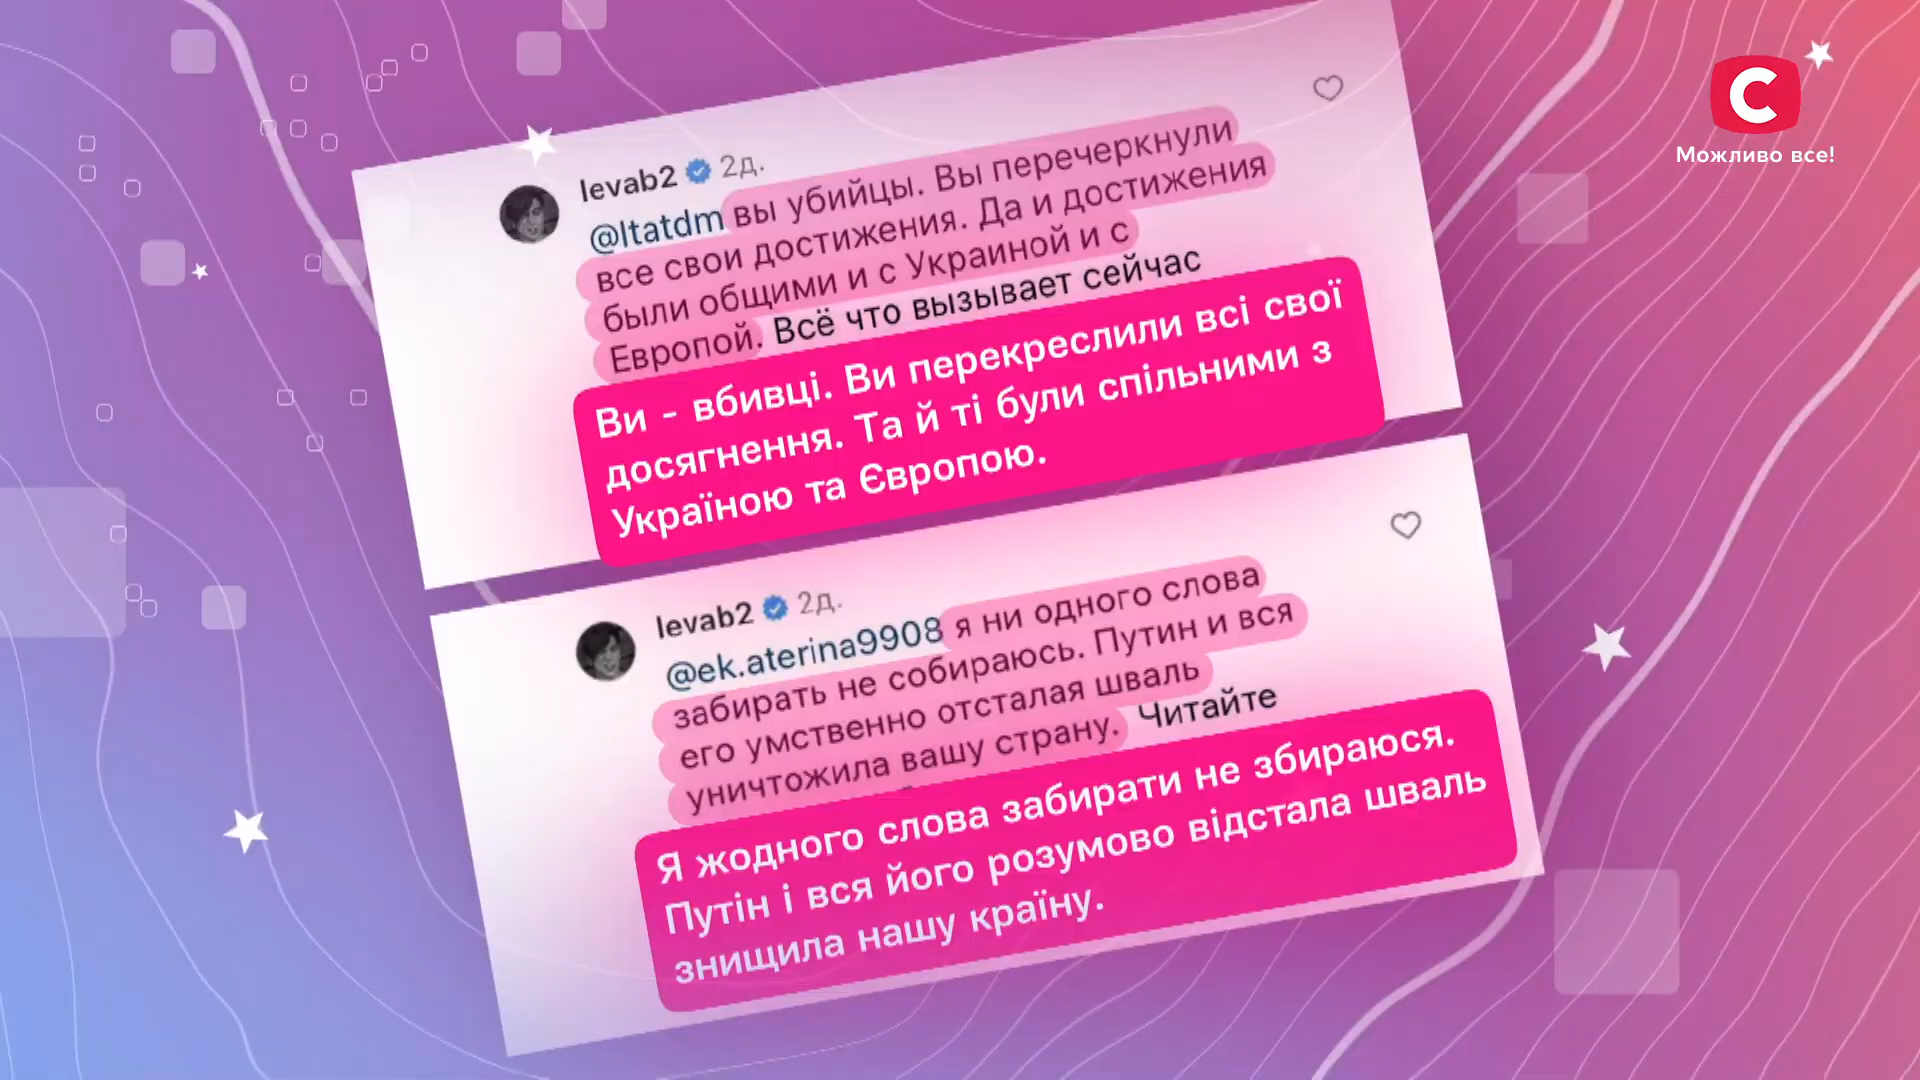 С
Можливо все!
levab2 2д.
@ltatdm вы убийцы. Вы перечеркнули
все свои достижения. Да и достижения
были общими и с Украиной и с
Европой. Всё что вызывает сейчас
Ви - вбивці. Ви перекреслили всі свої
досягнення. Та й ті були спільними з
Україною та Європою.
levab2 2д.
@ek.aterina9908 я ни одного слова
забирать не собираюсь. Путин и вся
его умственно отсталая шваль
уничтожила вашу страну. Читайте
Я жодного слова забирати не збираюся.
Путін і вся його розумово відстала шваль
знищила нашу країну.